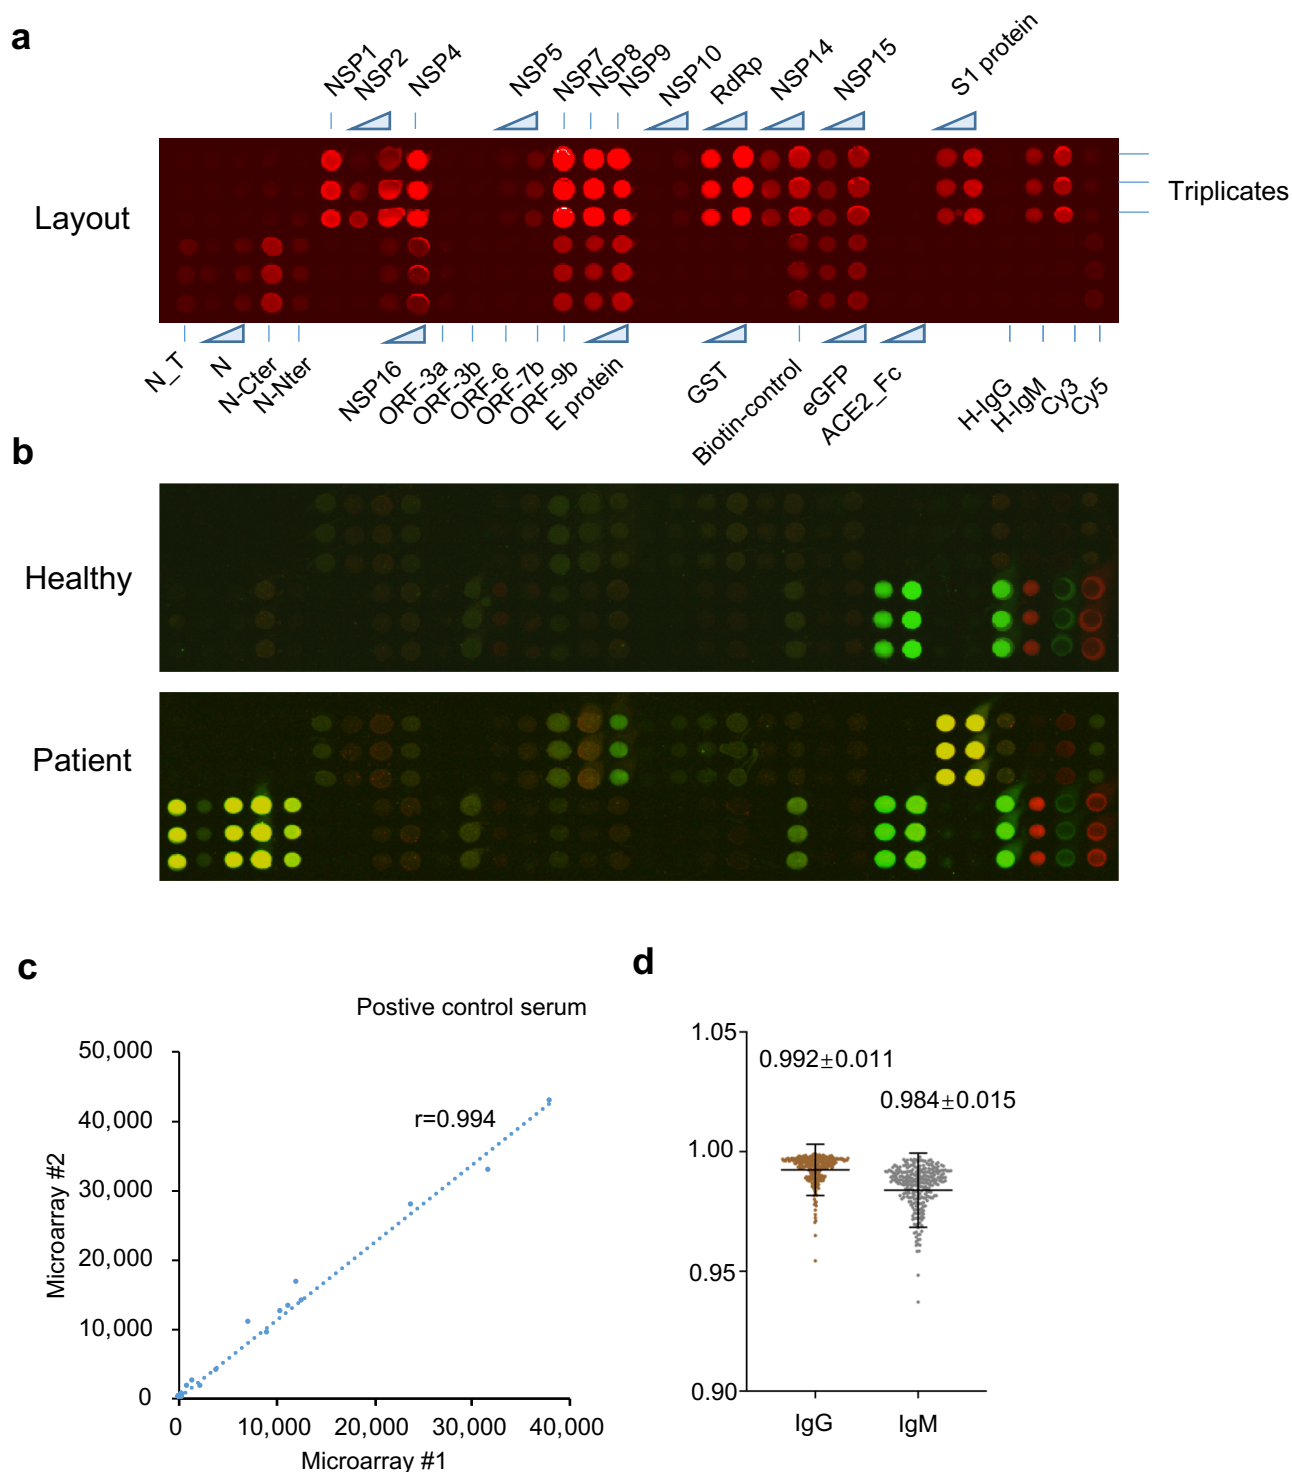 a
NSP1
NSP2
NSP4
NSP5
NSP7
NSP8
NSP9
NSP10
RdRp
NSP14
NSP15
S1 protein
Layout
Triplicates
N_T
N
N-Cter
N-Nter
NSP16
ORF-3a
ORF-3b
ORF-6
ORF-7b
ORF-9b
E protein
GST
Biotin-control
eGFP
ACE2_Fc
H-IgG
H-IgM
Cy3
Cy5
b
Healthy
Patient
c
Postive control serum
50,000
40,000
30,000
20,000
10,000
0
r=0.994
Microarray #2
0 10,000 20,000 30,000 40,000
Microarray #1
d
1.05
1.00
0.95
0.90
0.992±0.011
0.984±0.015
IgG IgM